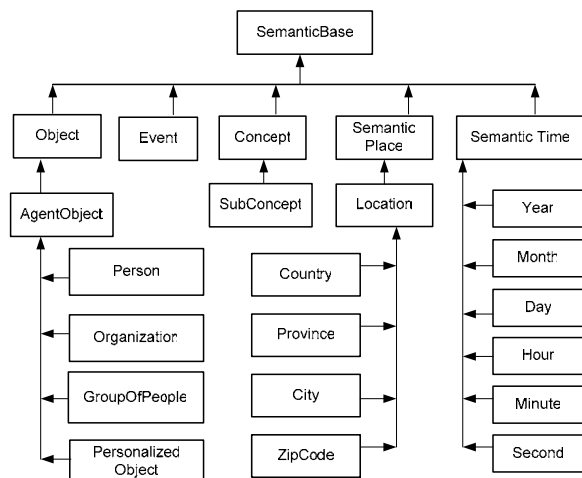 SemanticBase
Object
Event
Concept
Semantic
Place
Semantic Time
AgentObject
SubConcept
Location
Person
Organization
GroupOfPeople
Personalized
Object
Country
Province
City
ZipCode
Year
Month
Day
Hour
Minute
Second